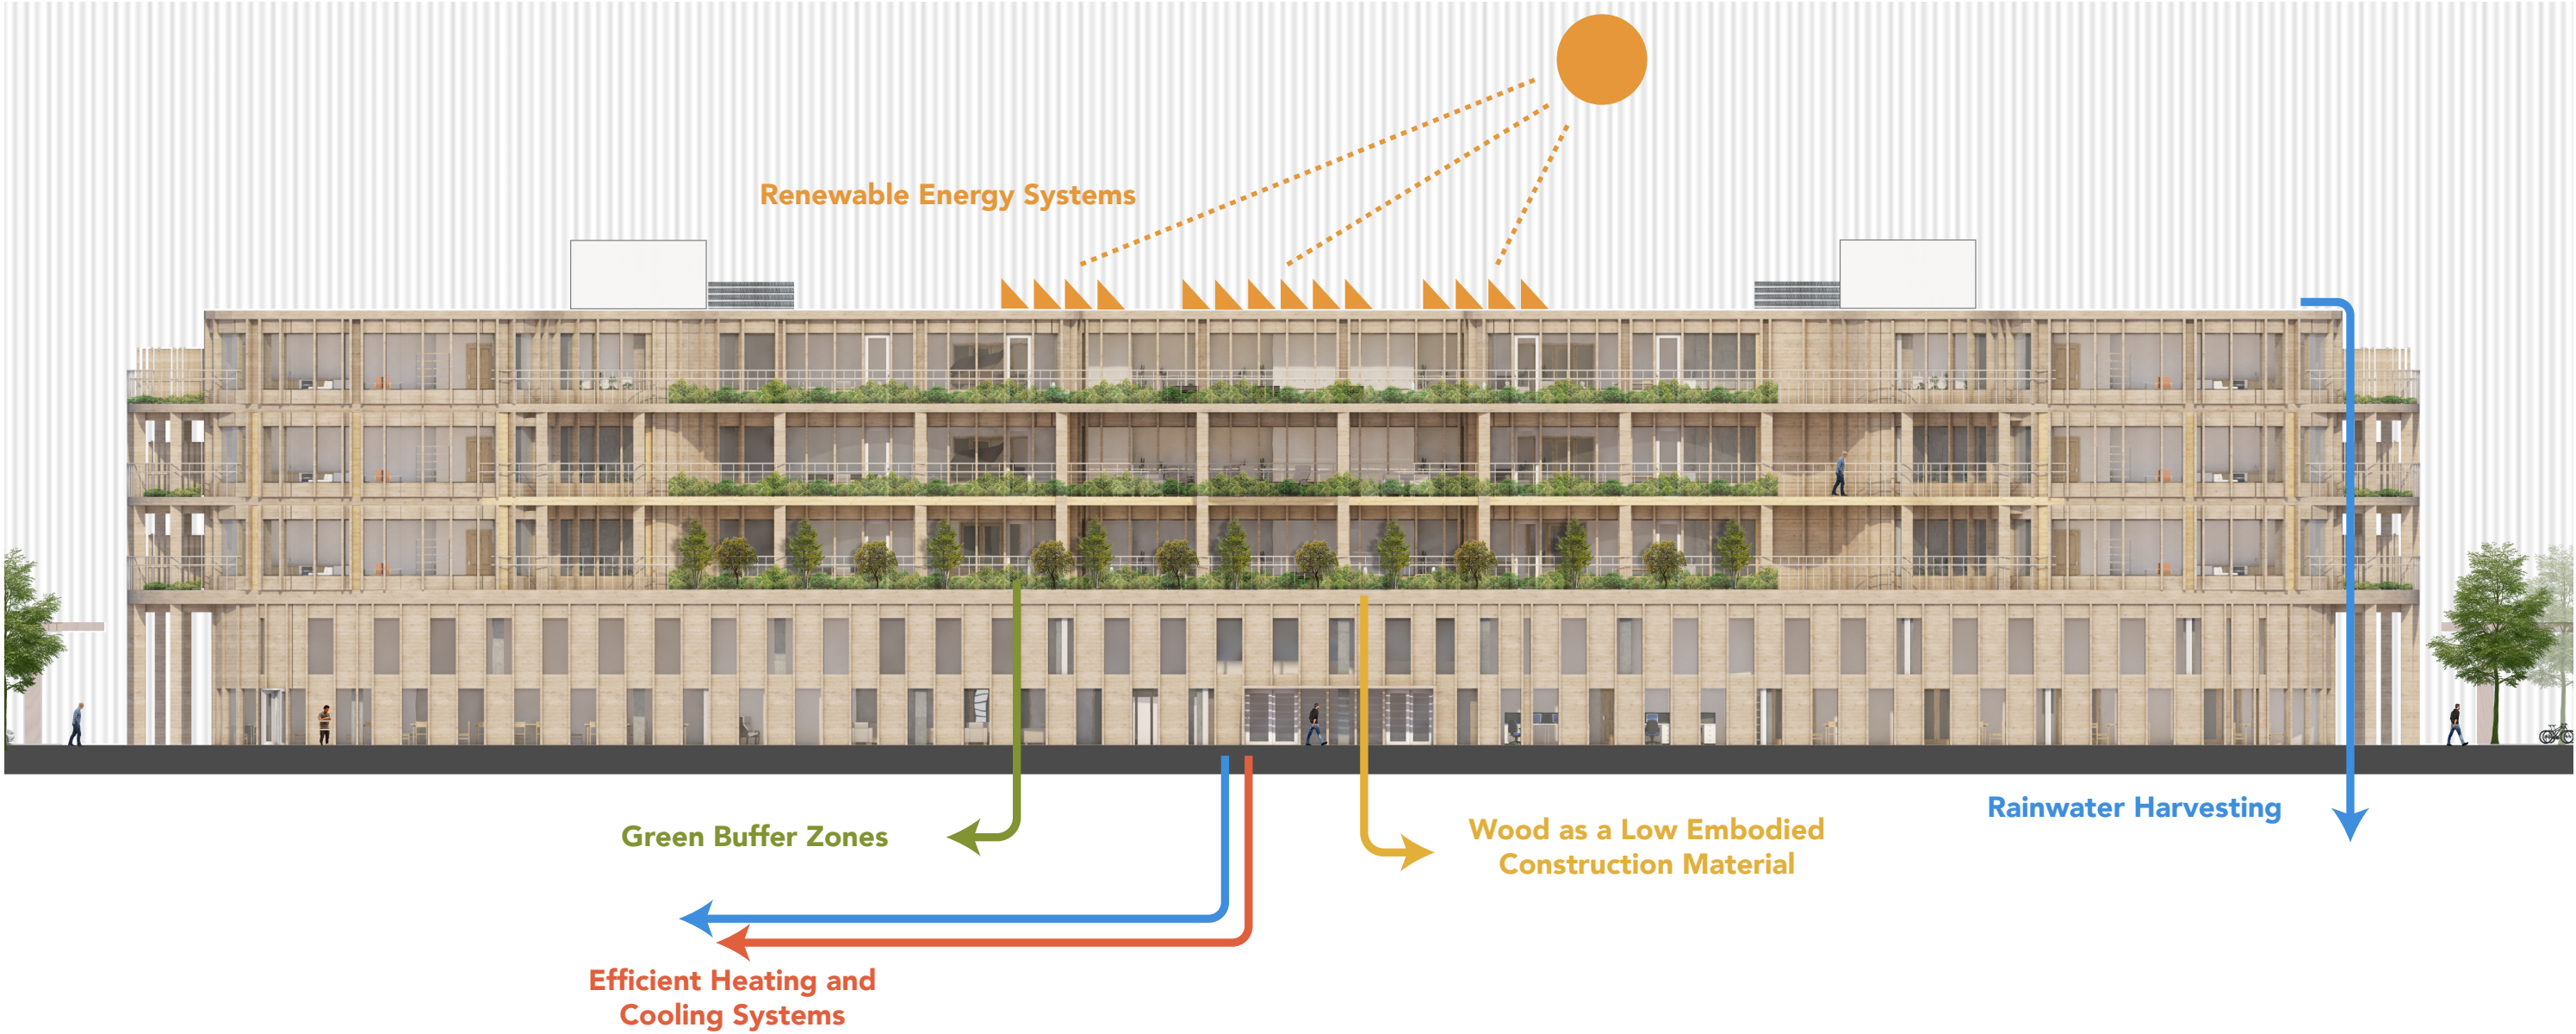 Renewable Energy Systems
Rainwater Harvesting
Green Buffer Zones
Wood as a Low Embodied
Construction Material
Efficient Heating and
Cooling Systems